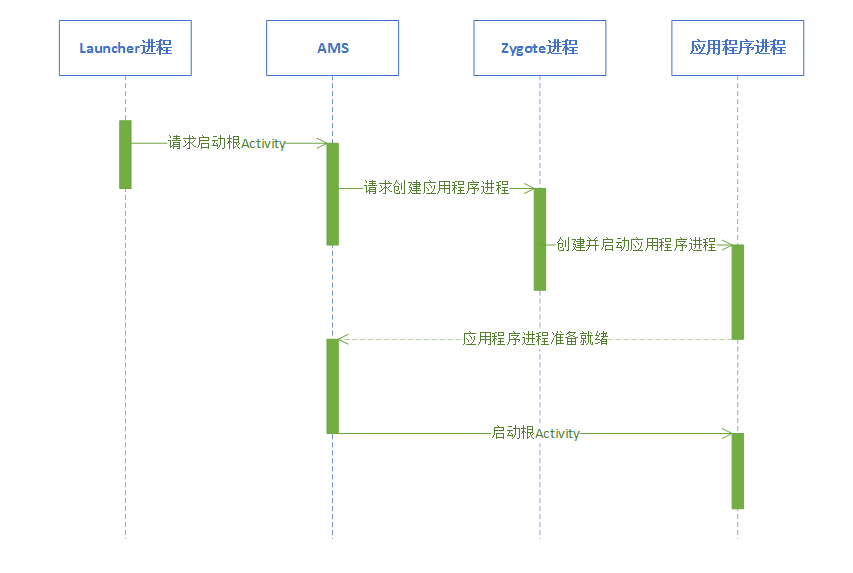 Launcher进程
AMS
Zygote进程
应用程序进程
请求启动根Activity
请求创建应用程序进程
创建并启动应用程序进程
应用程序进程准备就绪
启动根Activity